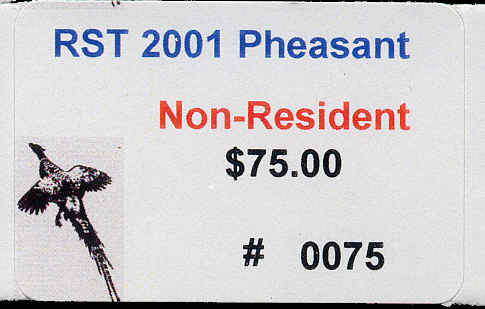 RST 2001 Pheasant
Non-Resident
$75.00
# 0075